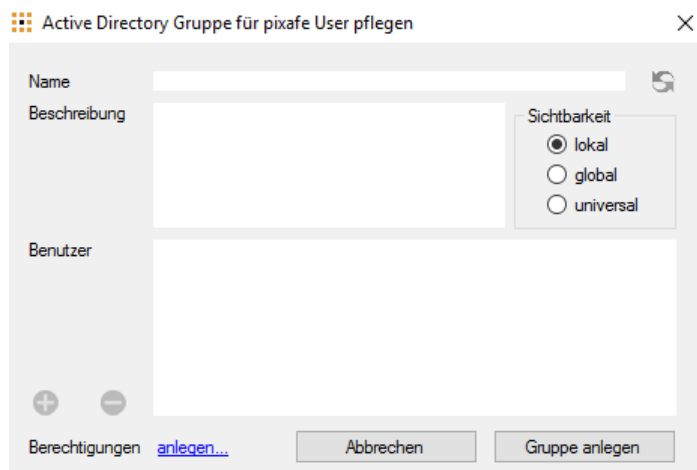 Active Directory Gruppe für pixafe User pflegen
Name
Beschreibung
Sichtbarkeit
lokal
global
universal
Benutzer
Berechtigungen anlegen... Abbrechen Gruppe anlegen